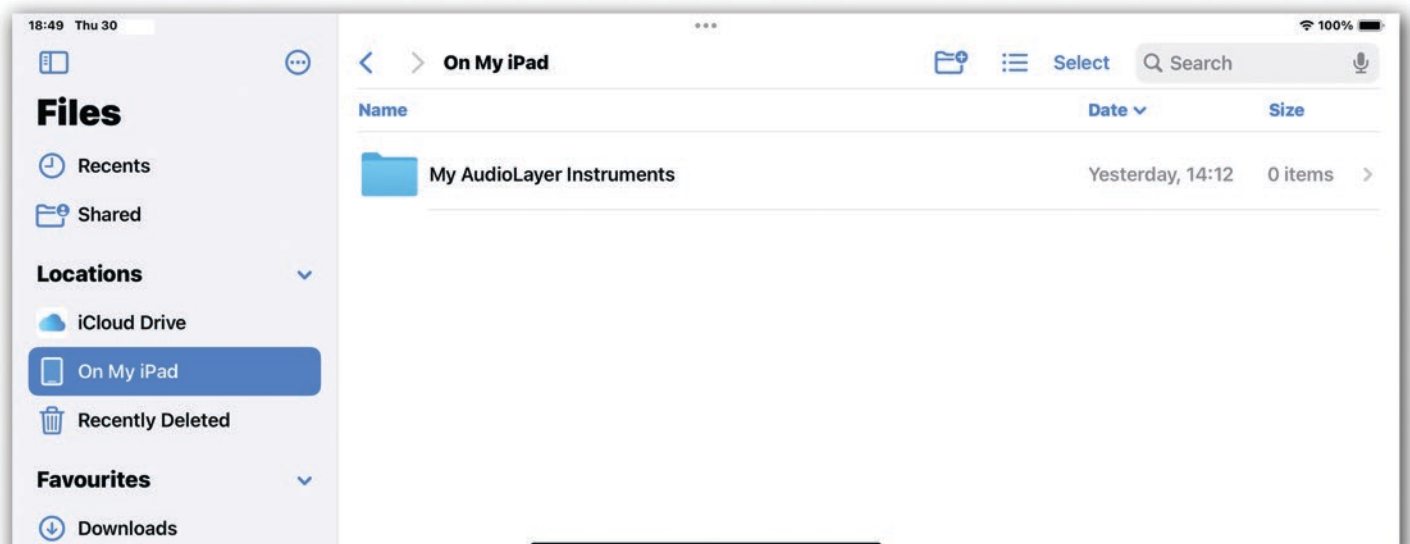 18:49 Thu 30
100%
Files
Recents
Shared
Locations
iCloud Drive
On My iPad
Recently Deleted
Favourites
Downloads
On My iPad
Select
Search
Name Date Size
My AudioLayer Instruments Yesterday, 14:12 0 items